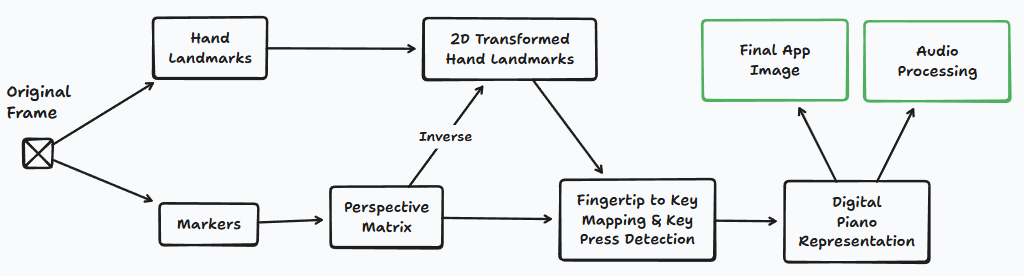 Original
Frame
Hand
Landmarks
2D Transformed
Hand Landmarks
Final App
Image
Audio
Processing
Inverse
Markers
Perspective
Matrix
Fingertip to Key
Mapping & Key
Press Detection
Digital
Piano
Representation